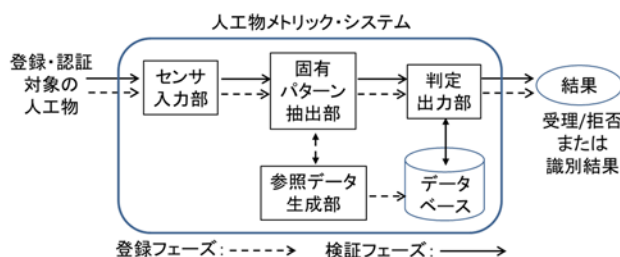 人工物メトリック・システム
登録・認証
対象の
人工物
センサ
入力部
固有
パターン
抽出部
判定
出力部
結果
受理/拒否
または
識別結果
参照データ
生成部
データ
ベース
登録フェーズ:
検証フェーズ: